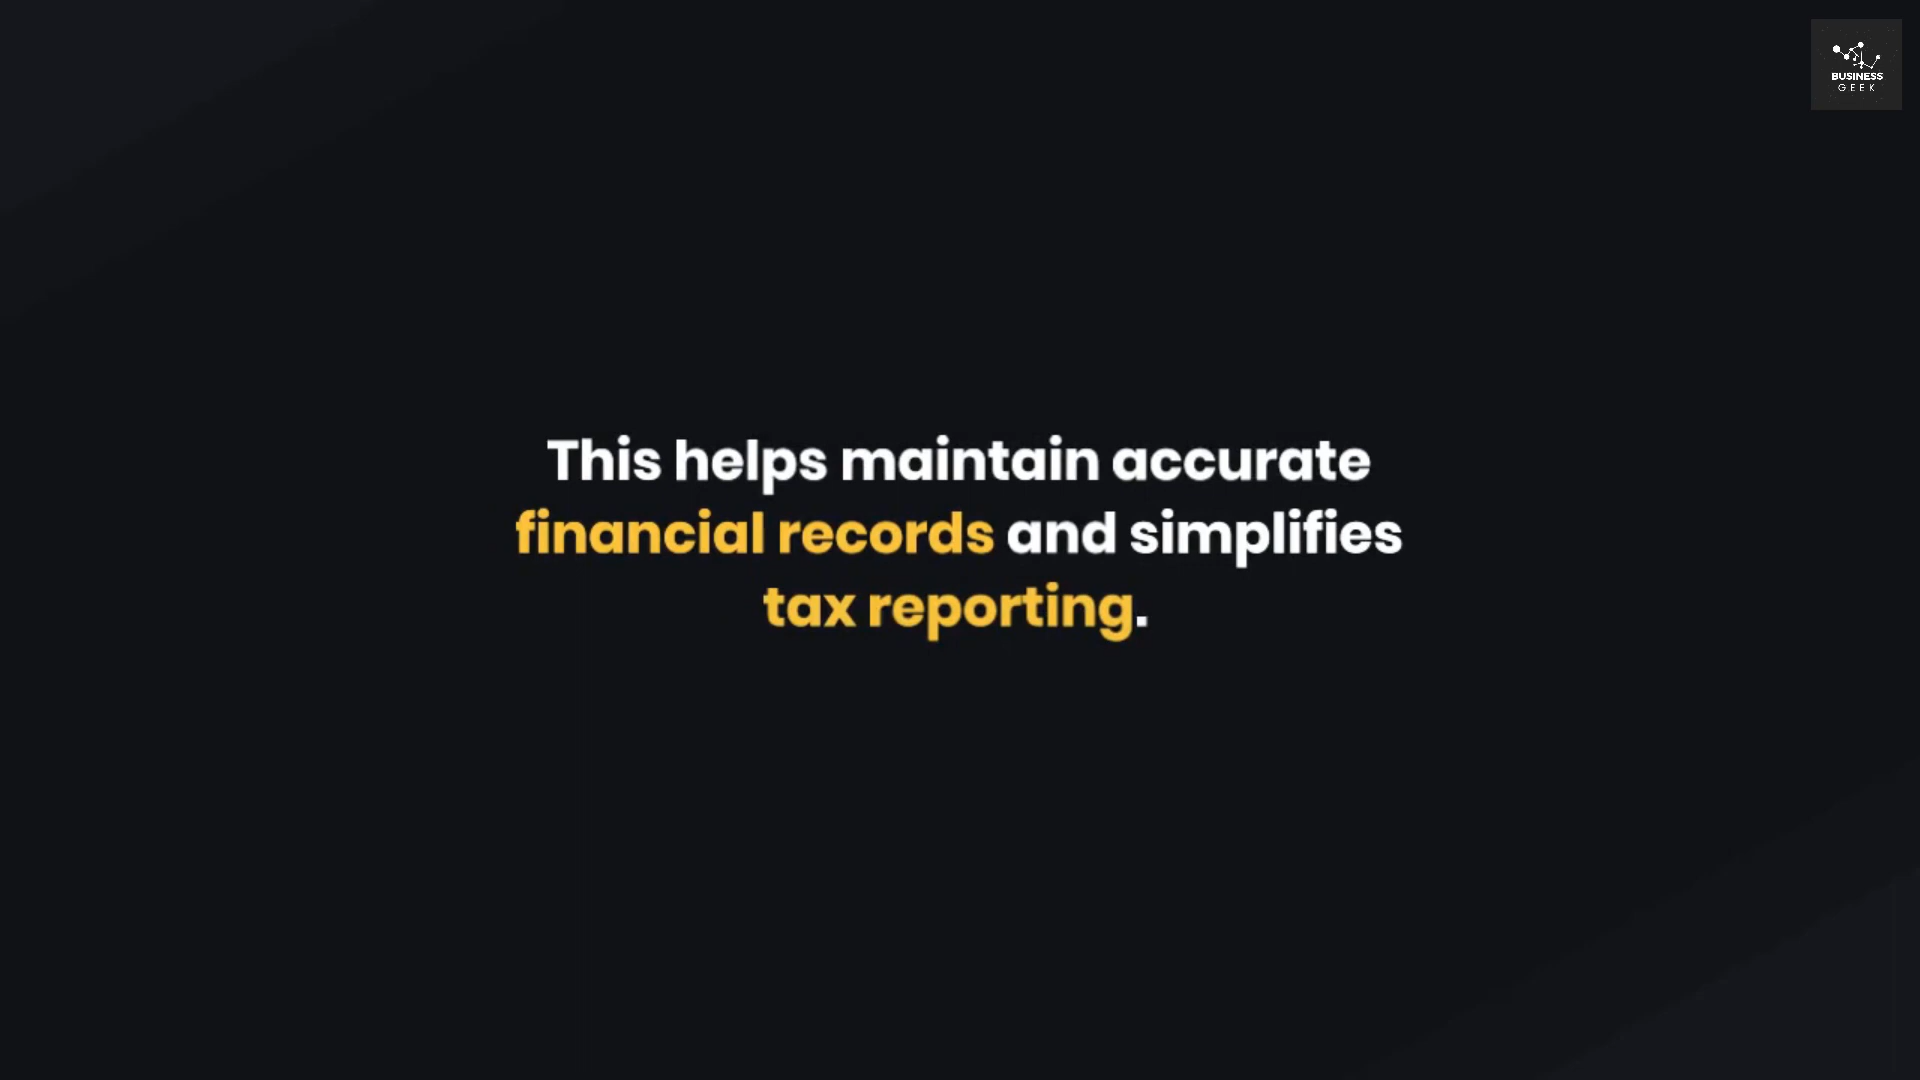 BUSINESS
GEEK
This helps maintain accurate
financial records and simplifies
tax reporting.